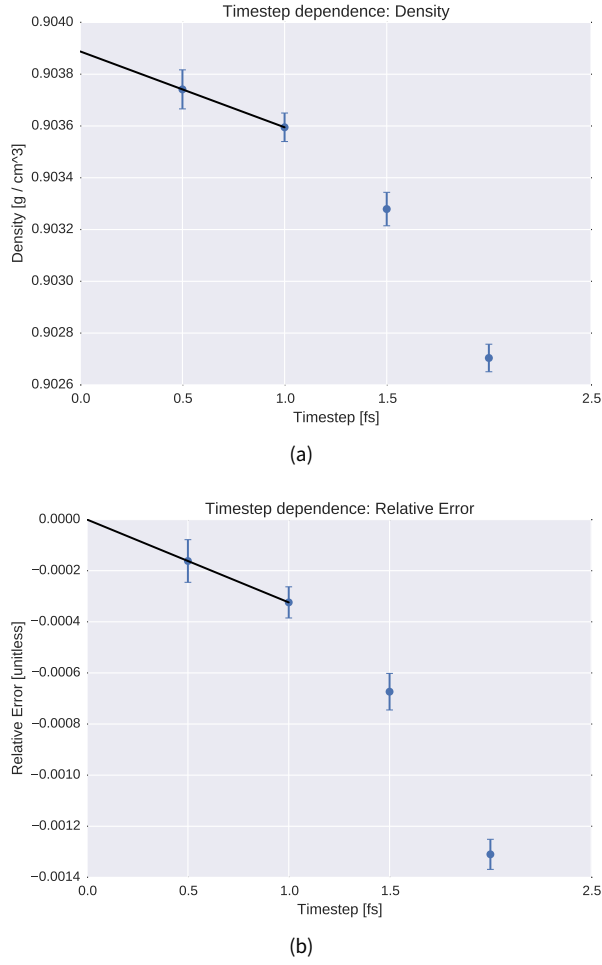 Timestep dependence: Density
0.9040
0.9038
0.9036
0.9034
0.9032
0.9030
0.9028
0.9026
Density [g / cm^3]
0.0 0.5 1.0 1.5 2.5
Timestep [fs]
(a)
Timestep dependence: Relative Error
0.0000
−0.0002
−0.0004
−0.0006
−0.0008
−0.0010
−0.0012
−0.0014
Relative Error [unitless]
0.0 0.5 1.0 1.5 2.5
Timestep [fs]
(b)